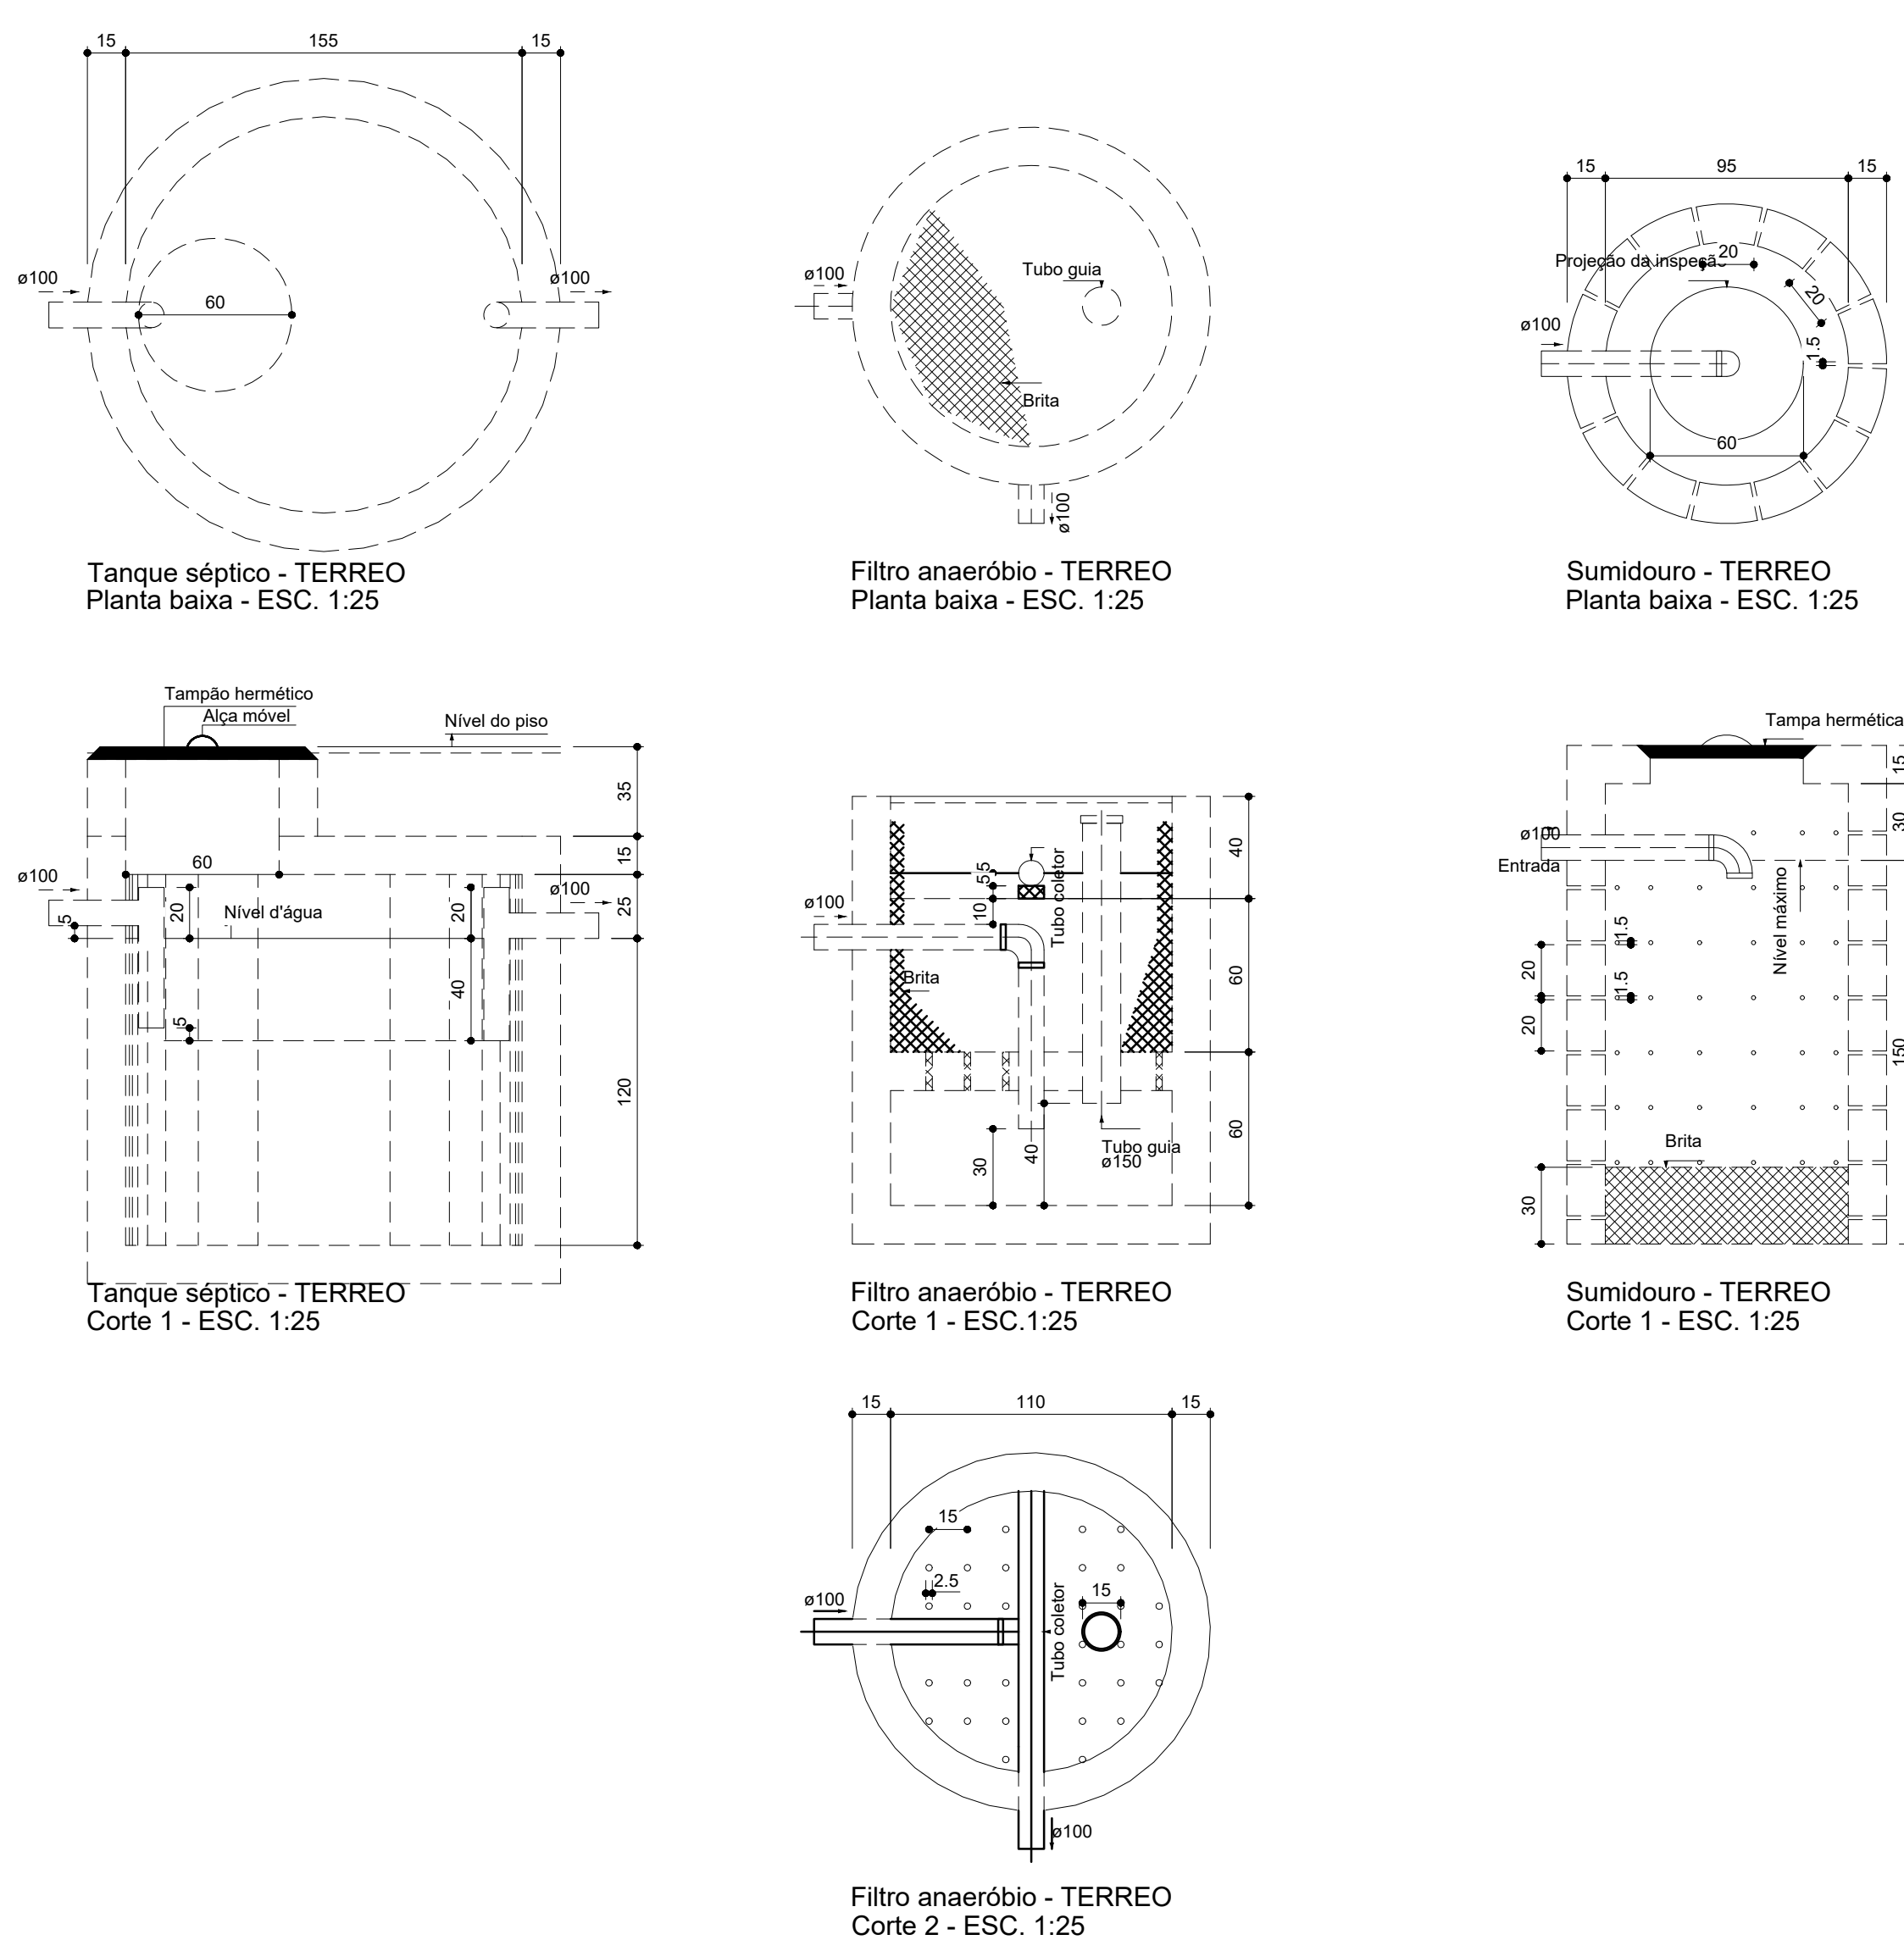 15
155
15
ø100
60
ø100
Tanque séptico - TERREO
Planta baixa - ESC. 1:25
ø100
Tubo guia
Brita
ø100
Filtro anaeróbio - TERREO
Planta baixa - ESC. 1:25
15
95
15
Projeção da inspeção
20
20
1.5
ø100
60
Sumidouro - TERREO
Planta baixa - ESC. 1:25
Tampão hermético
Alça móvel
Nível do piso
35
15
60
ø100
ø100
5
20
Nível d'água
20
25
40
5
120
Tanque séptico - TERREO
Corte 1 - ESC. 1:25
40
5
5
10
Tubo coletor
ø100
Brita
60
60
30
40
Tubo guia
ø150
Filtro anaeróbio - TERREO
Corte 1 - ESC.1:25
Tampa hermética
15
30
ø100
Entrada
Nível máximo
1.5
20
1.5
20
150
Brita
30
Sumidouro - TERREO
Corte 1 - ESC. 1:25
15
110
15
15
2.5
15
ø100
Tubo coletor
ø100
Filtro anaeróbio - TERREO
Corte 2 - ESC. 1:25